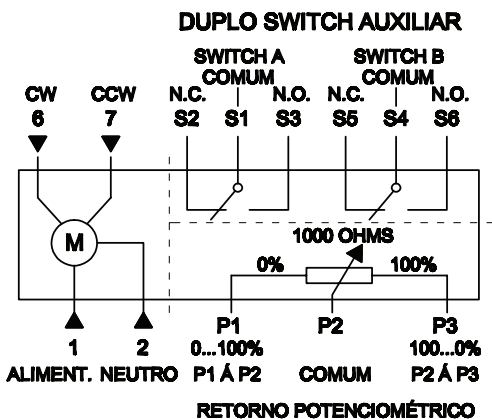 DUPLO SWITCH AUXILIAR
SWITCH A SWITCH B
COMUM COMUM
CW CCW N.C. N.O. N.C. N.O.
6 7 S2 S1 S3 S5 S4 S6
M
1000 OHMS
0% 100%
1 2 P1 P2 P3
0...100% 100...0%
ALIMENT. NEUTRO P1 Á P2 COMUM P2 Á P3
RETORNO POTENCIOMÉTRICO